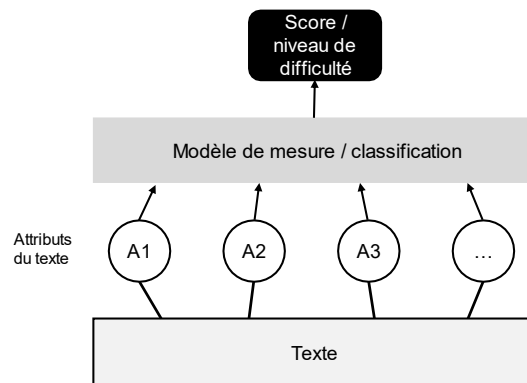 Score /
niveau de
difficulté
Modèle de mesure / classification
Attributs
du texte
A1
A2
A3
...
Texte